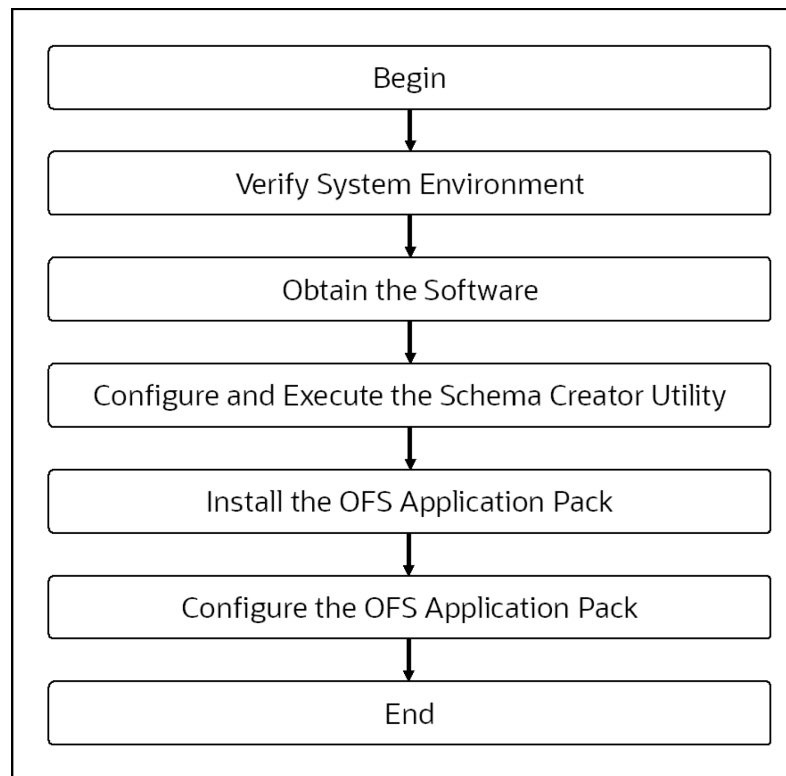 Begin
Verify System Environment
Obtain the Software
Configure and Execute the Schema Creator Utility
Install the OFS Application Pack
Configure the OFS Application Pack
End